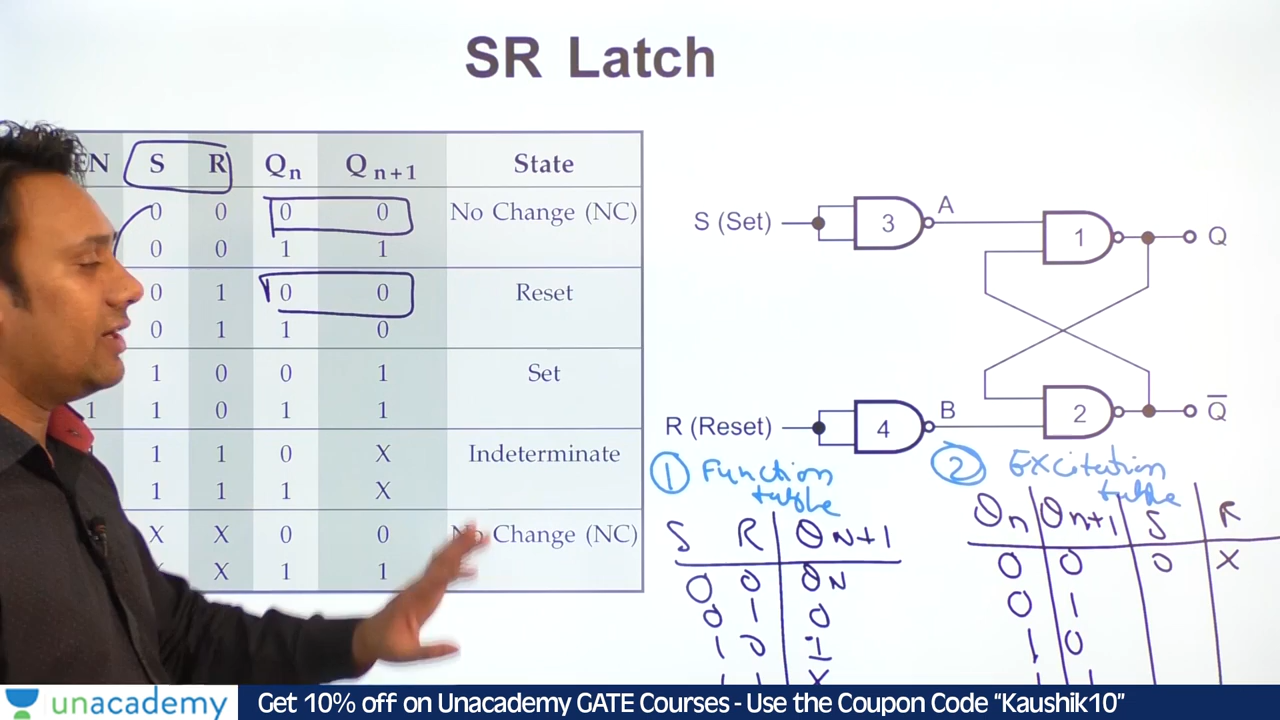 SR Latch
EN S R Qn Qn+1 State
0 0 0 0 No Change (NC)
0 0 1 1
0 1 0 0 Reset
0 1 1 0
1 0 0 1 Set
1 1 0 1 1
1 1 0 X Indeterminate
1 1 1 X
X X 0 0 No Change (NC)
X 1 1
S (Set)
3
A
1
Q
R (Reset)
4
B
2
Q̅
① Function table
S R QN+1
0 0 QN
0 1 0
1 0 1
1 1 X
② Excitation table
Qn Qn+1 S R
0 0 0 X
0 1
1 0
unacademy
Get 10% off on Unacademy GATE Courses - Use the Coupon Code “Kaushik10”